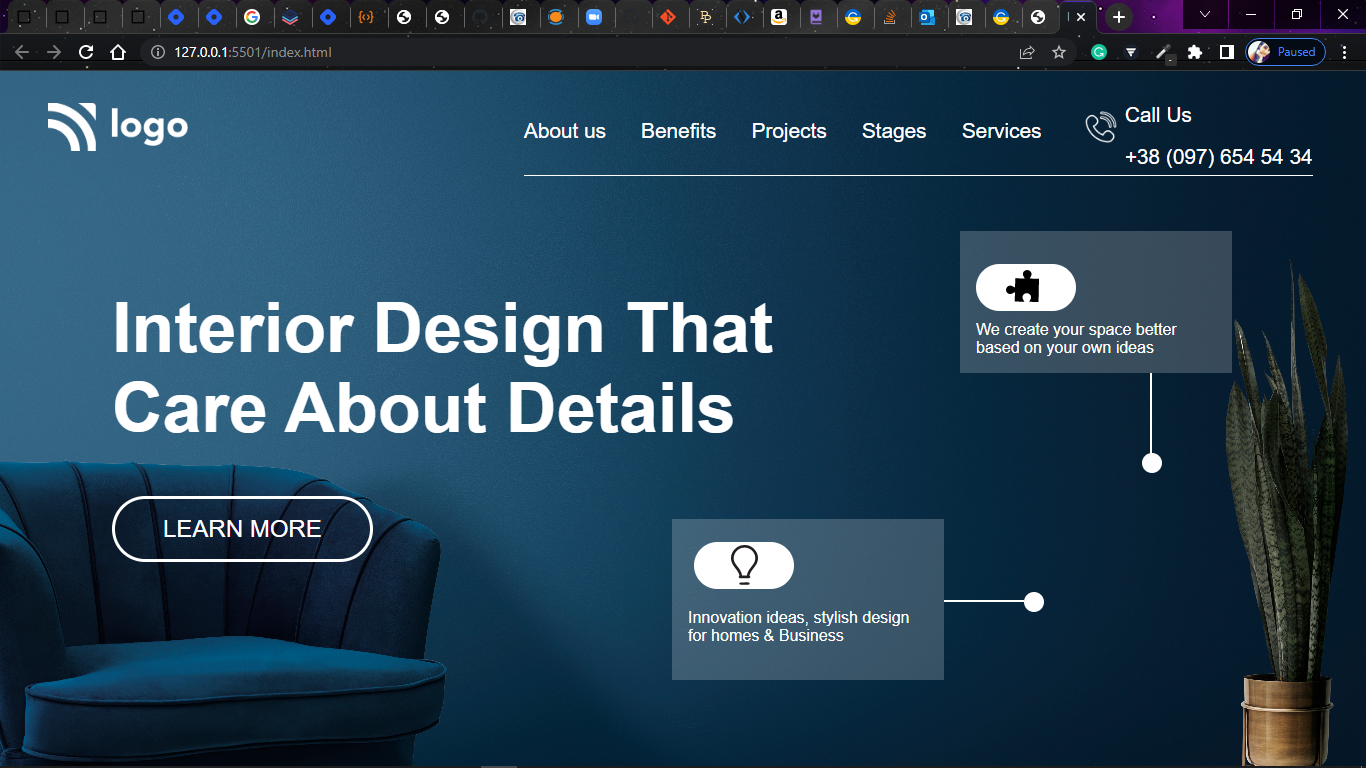 127.0.0.1:5501/index.html
Paused
logo
About us
Benefits
Projects
Stages
Services
Call Us
+38 (097) 654 54 34
We create your space better
based on your own ideas
Interior Design That
Care About Details
LEARN MORE
Innovation ideas, stylish design
for homes & Business